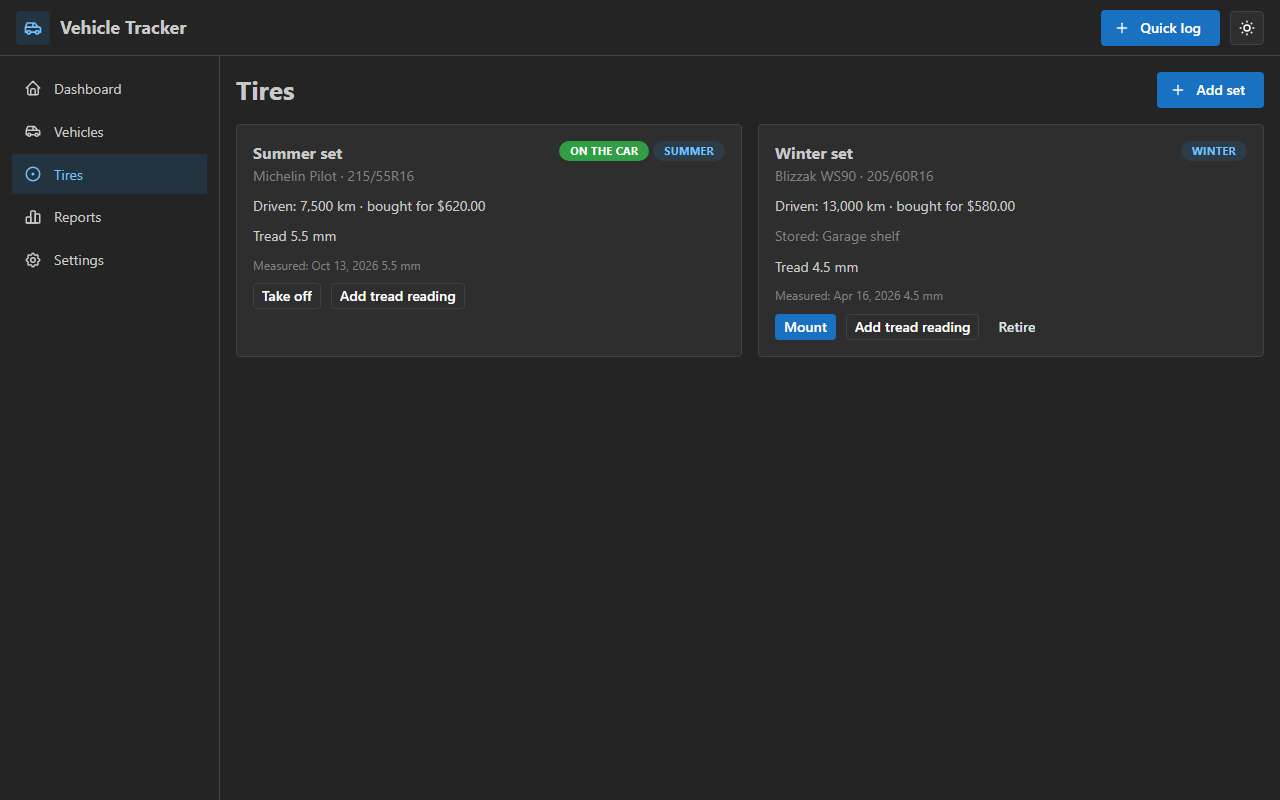 Vehicle Tracker
Quick log
Dashboard
Vehicles
Tires
Reports
Settings
Tires
Add set
Summer set
ON THE CAR
SUMMER
Michelin Pilot · 215/55R16
Driven: 7,500 km · bought for $620.00
Tread 5.5 mm
Measured: Oct 13, 2026 5.5 mm
Take off
Add tread reading
Winter set
WINTER
Blizzak WS90 · 205/60R16
Driven: 13,000 km · bought for $580.00
Stored: Garage shelf
Tread 4.5 mm
Measured: Apr 16, 2026 4.5 mm
Mount
Add tread reading
Retire